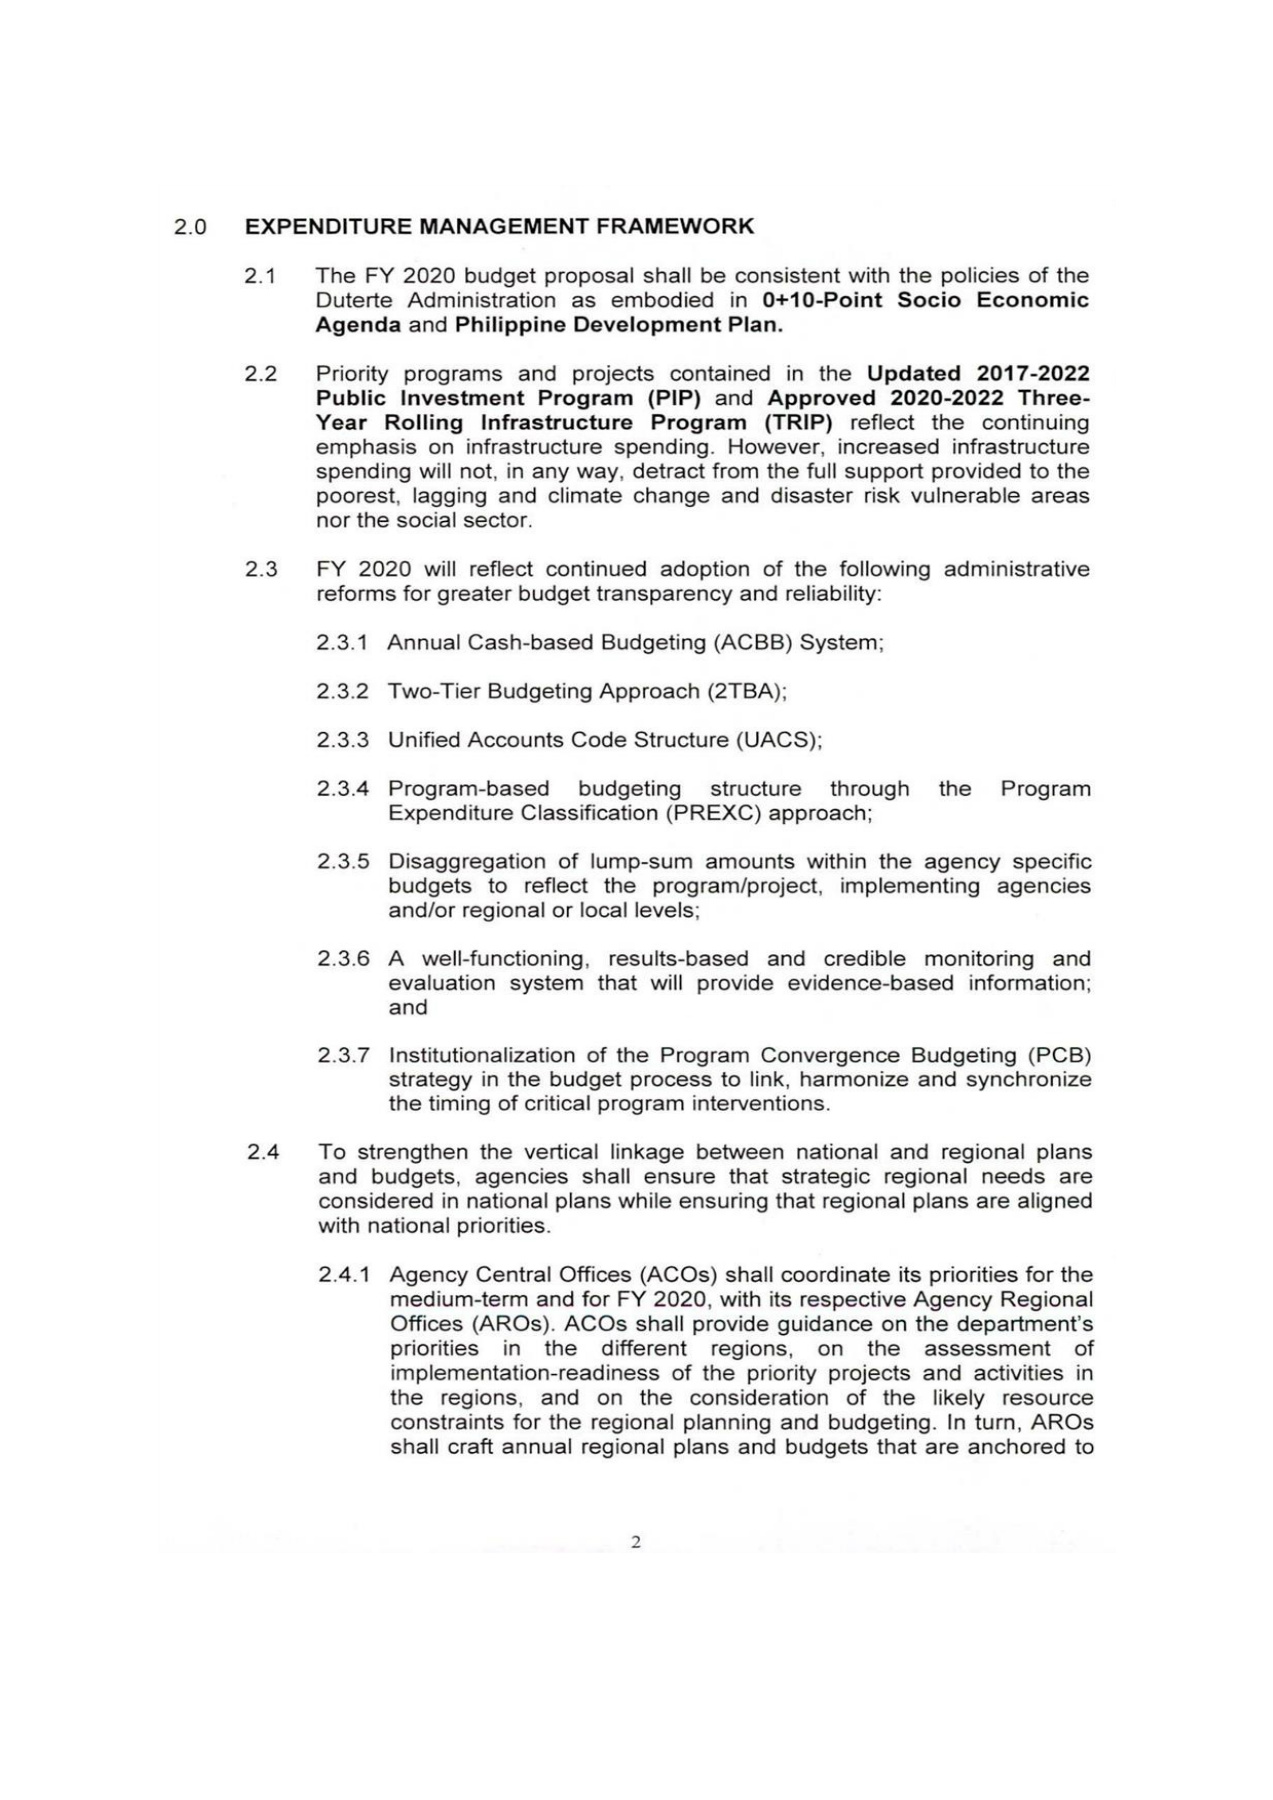 2.0 EXPENDITURE MANAGEMENT FRAMEWORK
2.1 The FY 2020 budget proposal shall be consistent with the policies of the
Duterte Administration as embodied in 0+10-Point Socio Economic
Agenda and Philippine Development Plan.
2.2 Priority programs and projects contained in the Updated 2017-2022
Public Investment Program (PIP) and Approved 2020-2022 Three-
Year Rolling Infrastructure Program (TRIP) reflect the continuing
emphasis on infrastructure spending. However, increased infrastructure
spending will not, in any way, detract from the full support provided to the
poorest, lagging and climate change and disaster risk vulnerable areas
nor the social sector.
2.3 FY 2020 will reflect continued adoption of the following administrative
reforms for greater budget transparency and reliability:
2.3.1 Annual Cash-based Budgeting (ACBB) System;
2.3.2 Two-Tier Budgeting Approach (2TBA);
2.3.3 Unified Accounts Code Structure (UACS);
2.3.4 Program-based budgeting structure through the Program
Expenditure Classification (PREXC) approach;
2.3.5 Disaggregation of lump-sum amounts within the agency specific
budgets to reflect the program/project, implementing agencies
and/or regional or local levels;
2.3.6 A well-functioning, results-based and credible monitoring and
evaluation system that will provide evidence-based information;
and
2.3.7 Institutionalization of the Program Convergence Budgeting (PCB)
strategy in the budget process to link, harmonize and synchronize
the timing of critical program interventions.
2.4 To strengthen the vertical linkage between national and regional plans
and budgets, agencies shall ensure that strategic regional needs are
considered in national plans while ensuring that regional plans are aligned
with national priorities.
2.4.1 Agency Central Offices (ACOs) shall coordinate its priorities for the
medium-term and for FY 2020, with its respective Agency Regional
Offices (AROs). ACOs shall provide guidance on the department's
priorities in the different regions, on the assessment of
implementation-readiness of the priority projects and activities in
the regions, and on the consideration of the likely resource
constraints for the regional planning and budgeting. In turn, AROs
shall craft annual regional plans and budgets that are anchored to
2